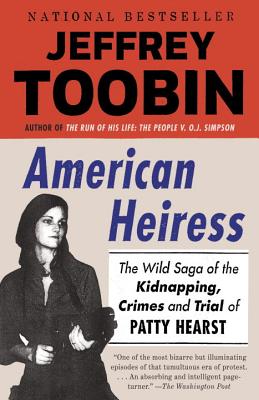 NATIONAL BESTSELLER
JEFFREY
TOOBIN
AUTHOR OF THE RUN OF HIS LIFE: THE PEOPLE V. O.J. SIMPSON
American
Heiress
The Wild Saga of the
Kidnapping,
Crimes and Trial of
PATTY HEARST
"One of the most bizarre but illuminating
episodes of that tumultuous era of protest.
. . . An absorbing and intelligent page-
turner." —The Washington Post